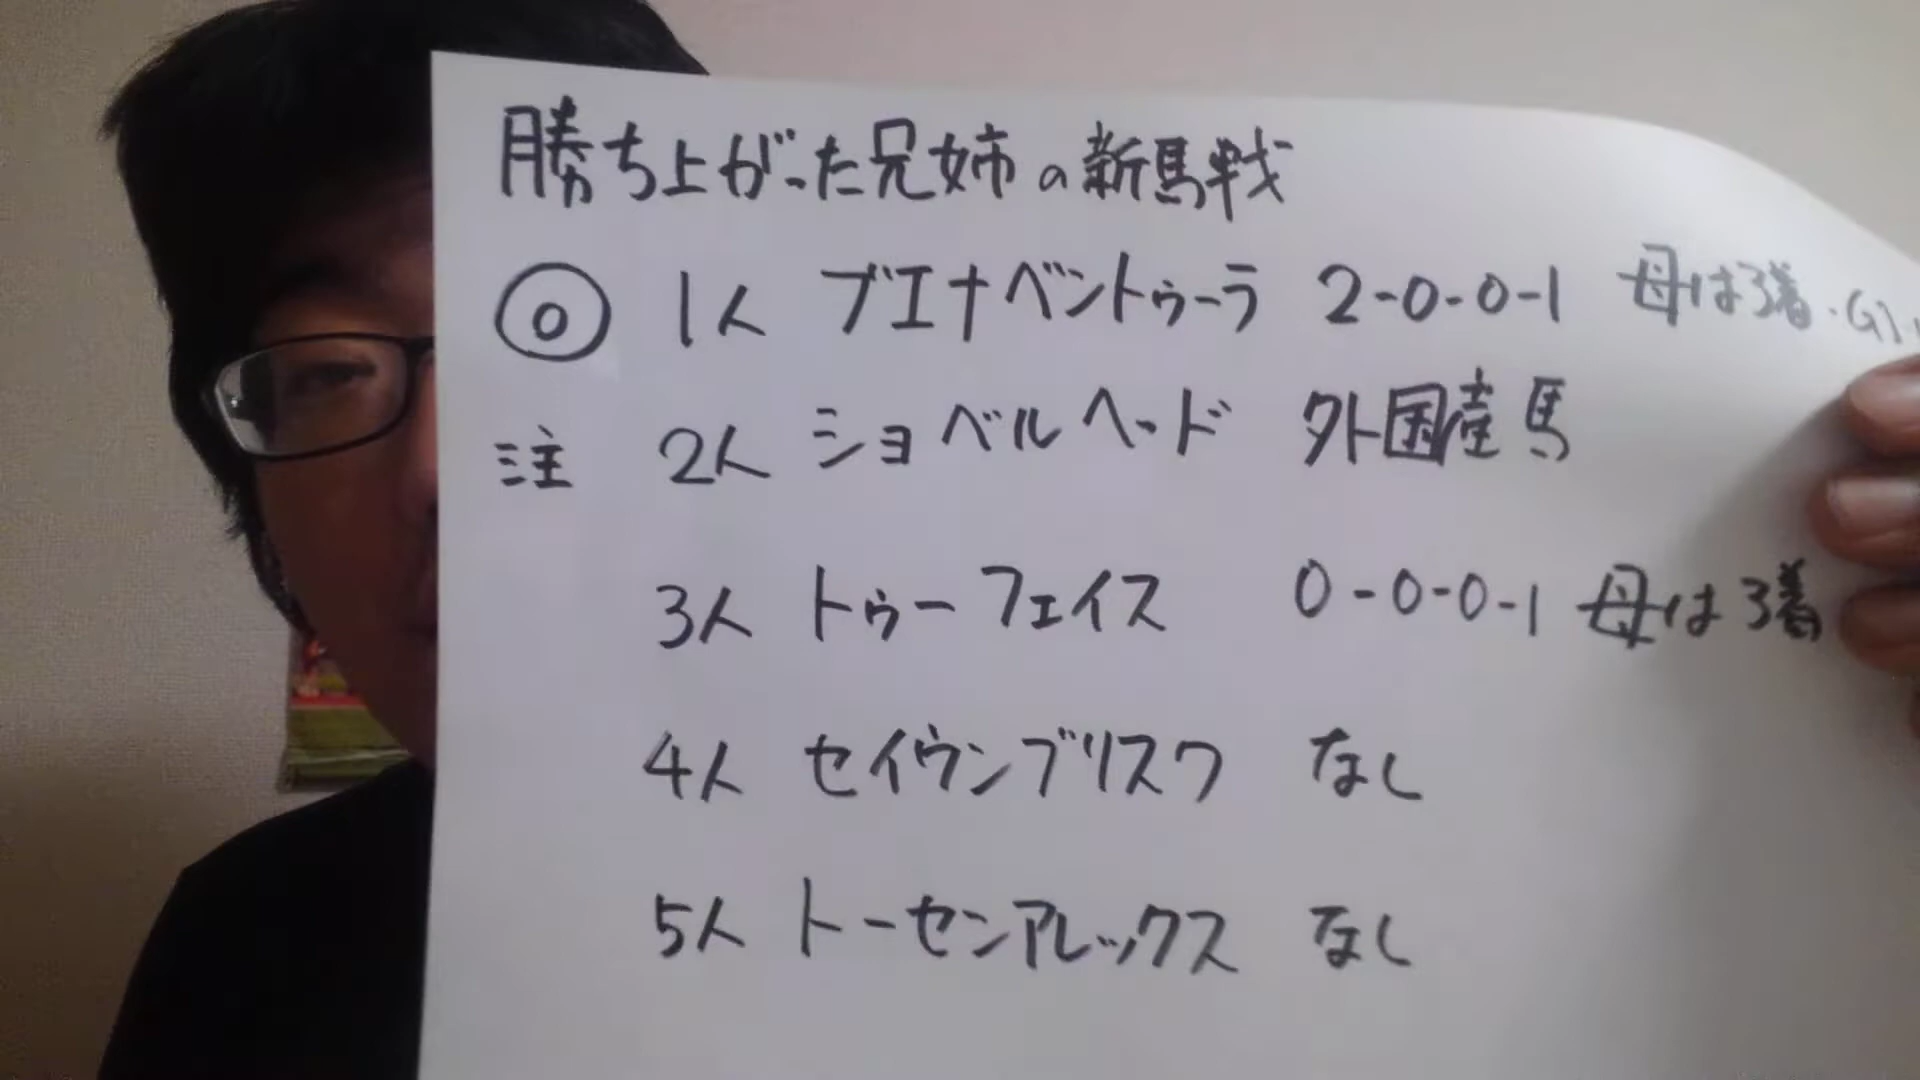 勝ち上がった兄姉の新馬戦
◎ 1人 ブエナベントゥーラ 2-0-0-1 母は3着・G1
注 2人 ショベルヘッド 外国産馬
3人 トゥーフェイス 0-0-0-1 母は3着
4人 セイウンブリスク なし
5人 トーセンアレックス なし